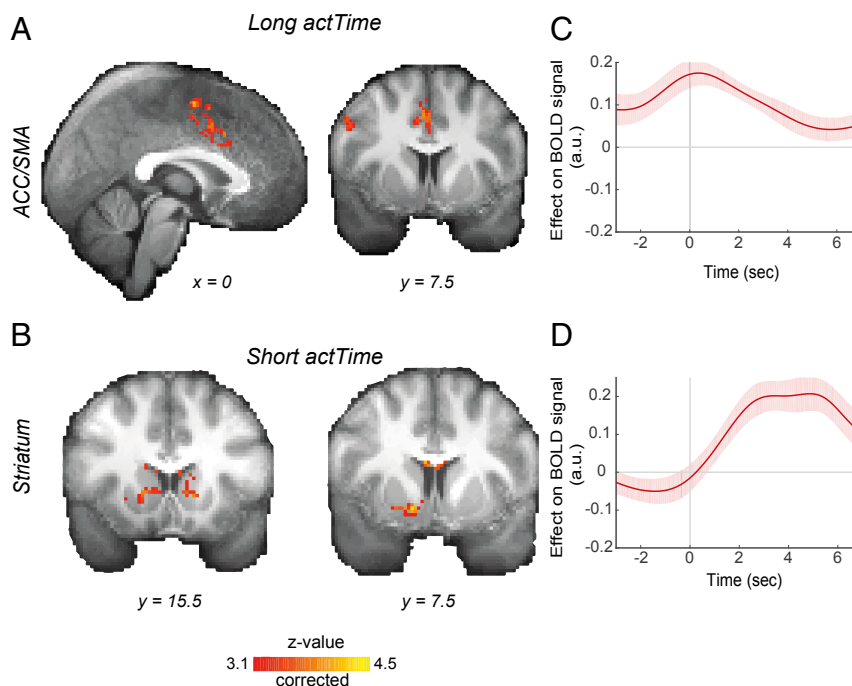 A
Long actTime
ACC/SMA
x = 0
y = 7.5
C
Effect on BOLD signal
(a.u.)
0.2
0.1
0
-0.1
-0.2
-2
0
2
4
6
Time (sec)
B
Short actTime
Striatum
y = 15.5
y = 7.5
D
Effect on BOLD signal
(a.u.)
0.2
0.1
0
-0.1
-0.2
-2
0
2
4
6
Time (sec)
z-value
3.1
4.5
corrected